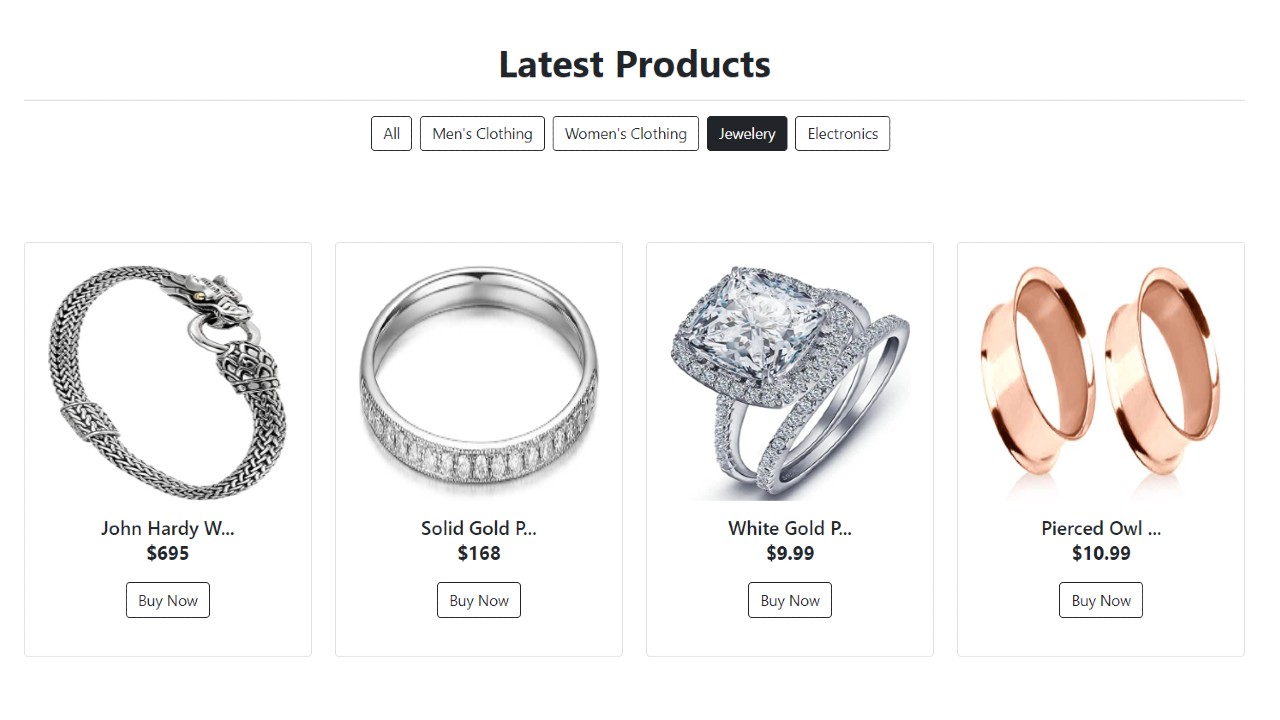 Latest Products
All Men's Clothing Women's Clothing Jewelery Electronics
John Hardy W...
$695
Buy Now
Solid Gold P...
$168
Buy Now
White Gold P...
$9.99
Buy Now
Pierced Owl ...
$10.99
Buy Now